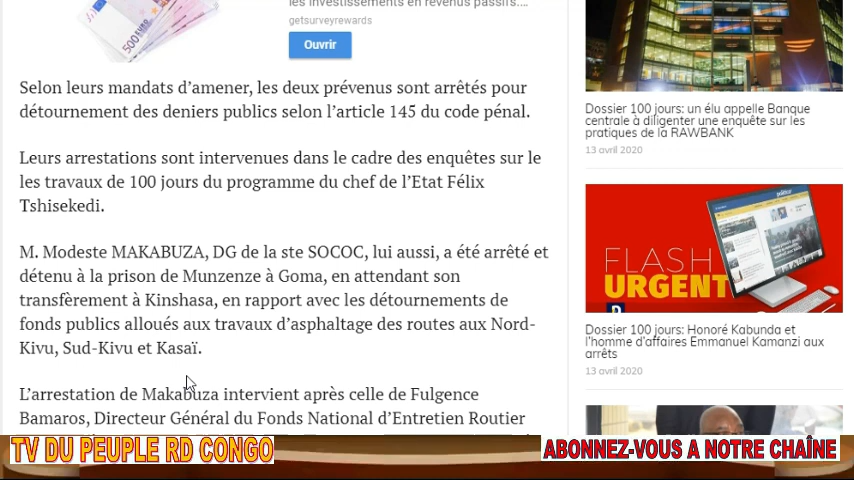 les investissements en revenus passifs....
getsurveyrewards
500 EURO
Ouvrir
Selon leurs mandats d’amener, les deux prévenus sont arrêtés pour
détournement des deniers publics selon l’article 145 du code pénal.
Leurs arrestations sont intervenues dans le cadre des enquêtes sur le
les travaux de 100 jours du programme du chef de l’Etat Félix
Tshisekedi.
M. Modeste MAKABUZA, DG de la ste SOCOC, lui aussi, a été arrêté et
détenu à la prison de Munzenze à Goma, en attendant son
transfèrement à Kinshasa, en rapport avec les détournements de
fonds publics alloués aux travaux d’asphaltage des routes aux Nord-
Kivu, Sud-Kivu et Kasaï.
L’arrestation de Makabuza intervient après celle de Fulgence
Bamaros, Directeur Général du Fonds National d’Entretien Routier
Dossier 100 jours: un élu appelle Banque
centrale à diligenter une enquête sur les
pratiques de la RAWBANK
13 avril 2020
FLASH
URGENT
Dossier 100 jours: Honoré Kabunda et
l’homme d’affaires Emmanuel Kamanzi aux
arrêts
13 avril 2020
TV DU PEUPLE RD CONGO
ABONNEZ-VOUS A NOTRE CHAÎNE